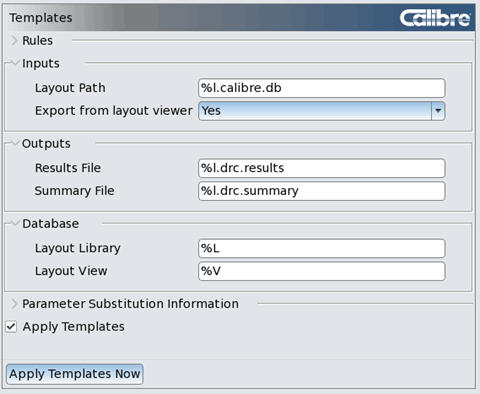 Templates Calibre
Rules
Inputs
Layout Path %l.calibre.db
Export from layout viewer Yes
Outputs
Results File %l.drc.results
Summary File %l.drc.summary
Database
Layout Library %L
Layout View %V
Parameter Substitution Information
Apply Templates
Apply Templates Now